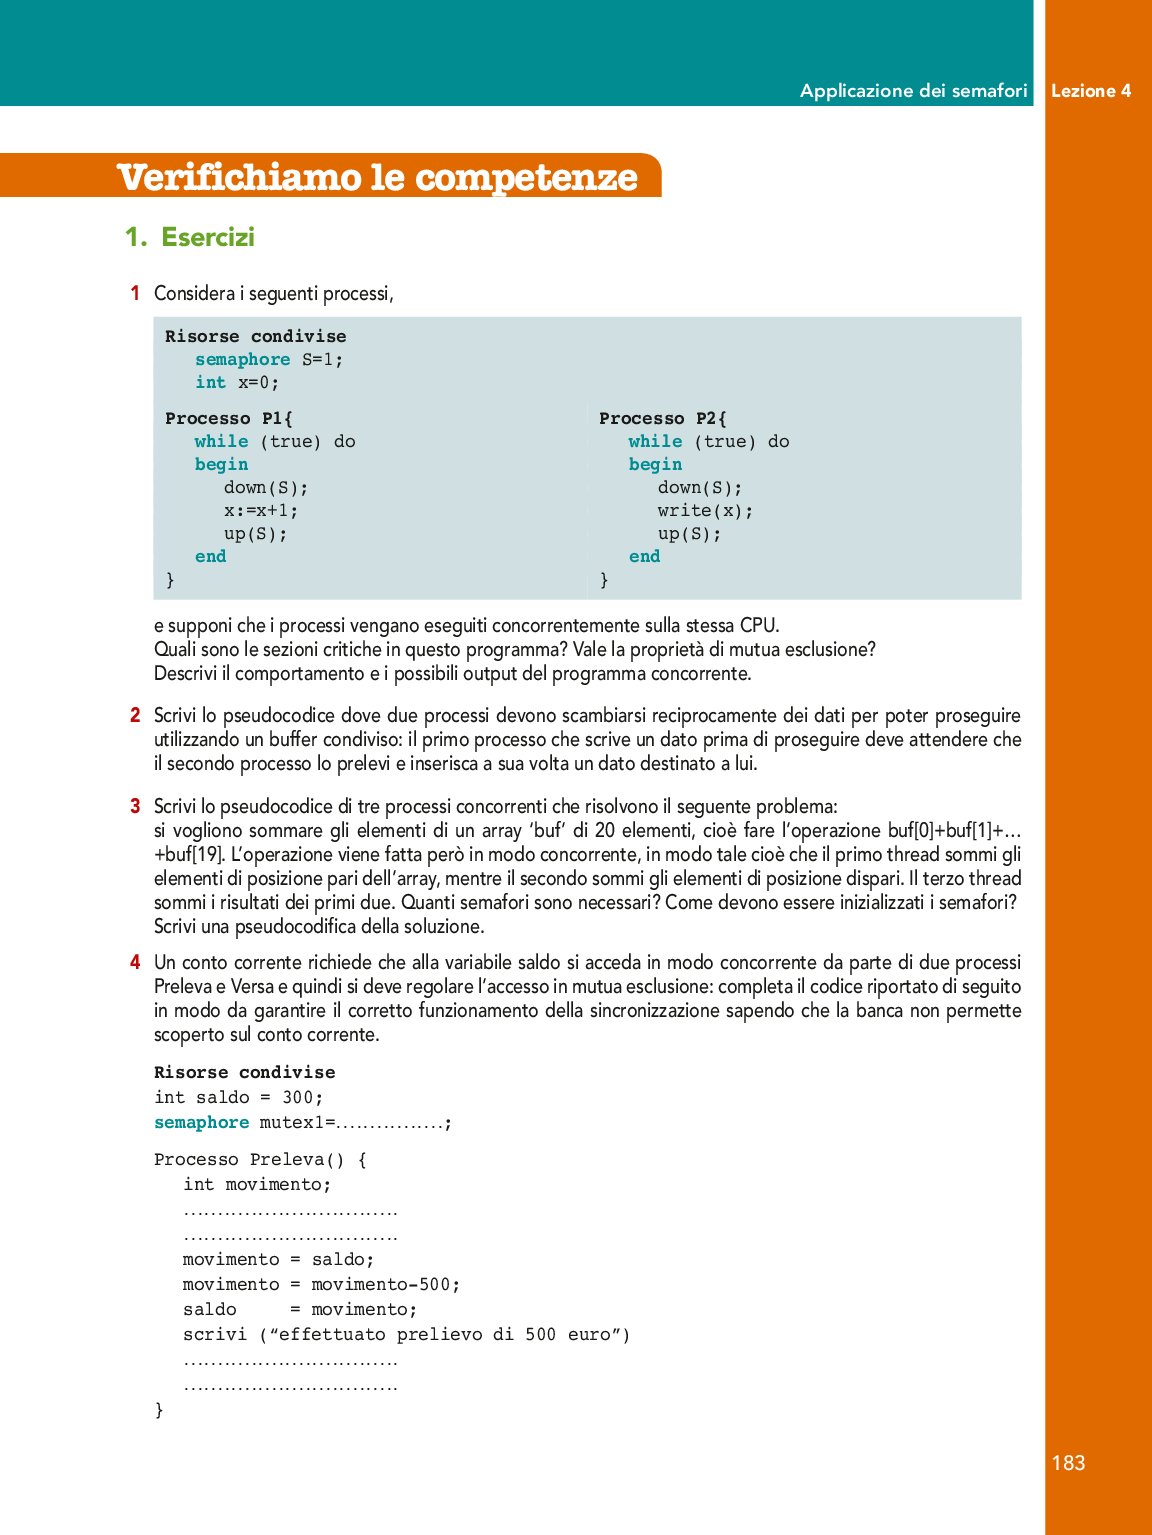 Applicazione dei semafori Lezione 4
Verifichiamo le competenze
1. Esercizi
1 Considera i seguenti processi,
Risorse condivise
semaphore S=1;
int x=0;
Processo P1{
while (true) do
begin
down(S);
x:=x+1;
up(S);
end
}
Processo P2{
while (true) do
begin
down(S);
write(x);
up(S);
end
}
e supponi che i processi vengano eseguiti concorrentemente sulla stessa CPU.
Quali sono le sezioni critiche in questo programma? Vale la proprietà di mutua esclusione?
Descrivi il comportamento e i possibili output del programma concorrente.
2 Scrivi lo pseudocodice dove due processi devono scambiarsi reciprocamente dei dati per poter proseguire
utilizzando un buffer condiviso: il primo processo che scrive un dato prima di proseguire deve attendere che
il secondo processo lo prelevi e inserisca a sua volta un dato destinato a lui.
3 Scrivi lo pseudocodice di tre processi concorrenti che risolvono il seguente problema:
si vogliono sommare gli elementi di un array ‘buf’ di 20 elementi, cioè fare l’operazione buf[0]+buf[1]+…
+buf[19]. L’operazione viene fatta però in modo concorrente, in modo tale cioè che il primo thread sommi gli
elementi di posizione pari dell’array, mentre il secondo sommi gli elementi di posizione dispari. Il terzo thread
sommi i risultati dei primi due. Quanti semafori sono necessari? Come devono essere inizializzati i semafori?
Scrivi una pseudocodifica della soluzione.
4 Un conto corrente richiede che alla variabile saldo si acceda in modo concorrente da parte di due processi
Preleva e Versa e quindi si deve regolare l’accesso in mutua esclusione: completa il codice riportato di seguito
in modo da garantire il corretto funzionamento della sincronizzazione sapendo che la banca non permette
scoperto sul conto corrente.
Risorse condivise
int saldo = 300;
semaphore mutex1=................;
Processo Preleva() {
int movimento;
................................
................................
movimento = saldo;
movimento = movimento-500;
saldo = movimento;
scrivi (“effettuato prelievo di 500 euro”)
................................
................................
}
183